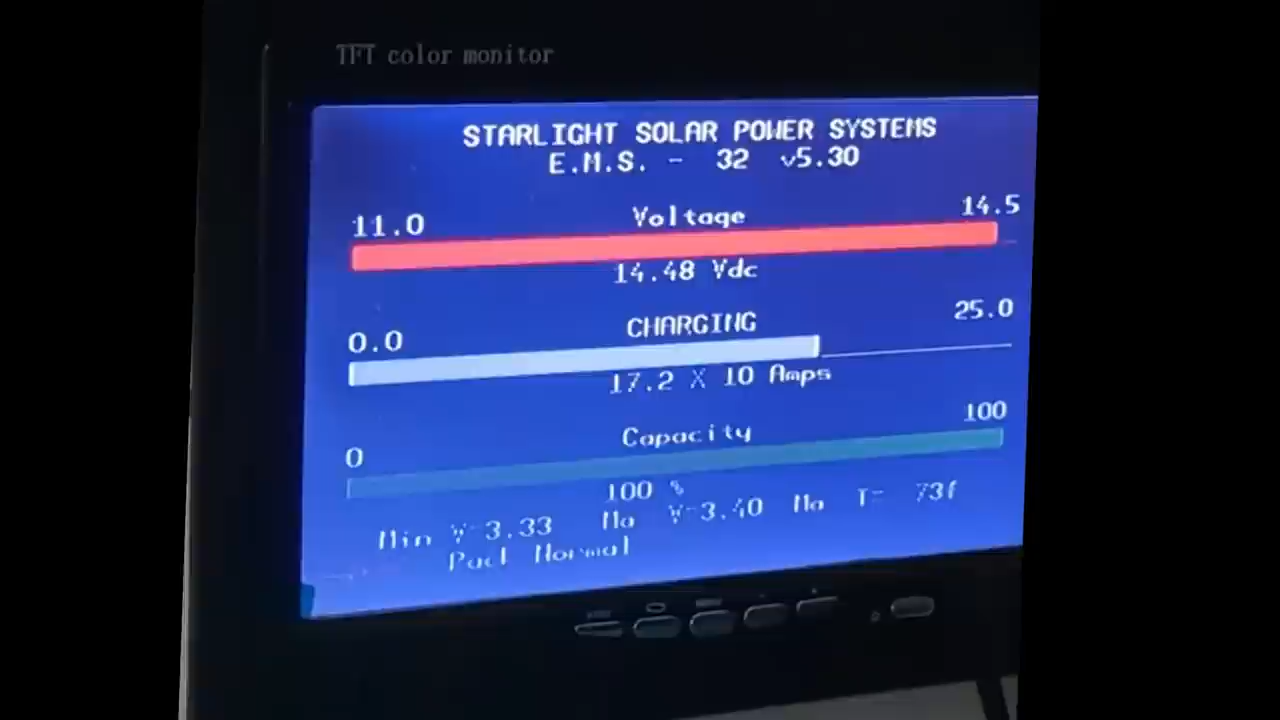 TFT color monitor
STARLIGHT SOLAR POWER SYSTEMS
E.M.S. - 32 v5.30
11.0 Voltage 14.5
14.48 Vdc
0.0 CHARGING 25.0
17.2 X 10 Amps
0 Capacity 100
100 %
Min V=3.33 Ma V=3.40 Ma T= 73f
Pack Normal